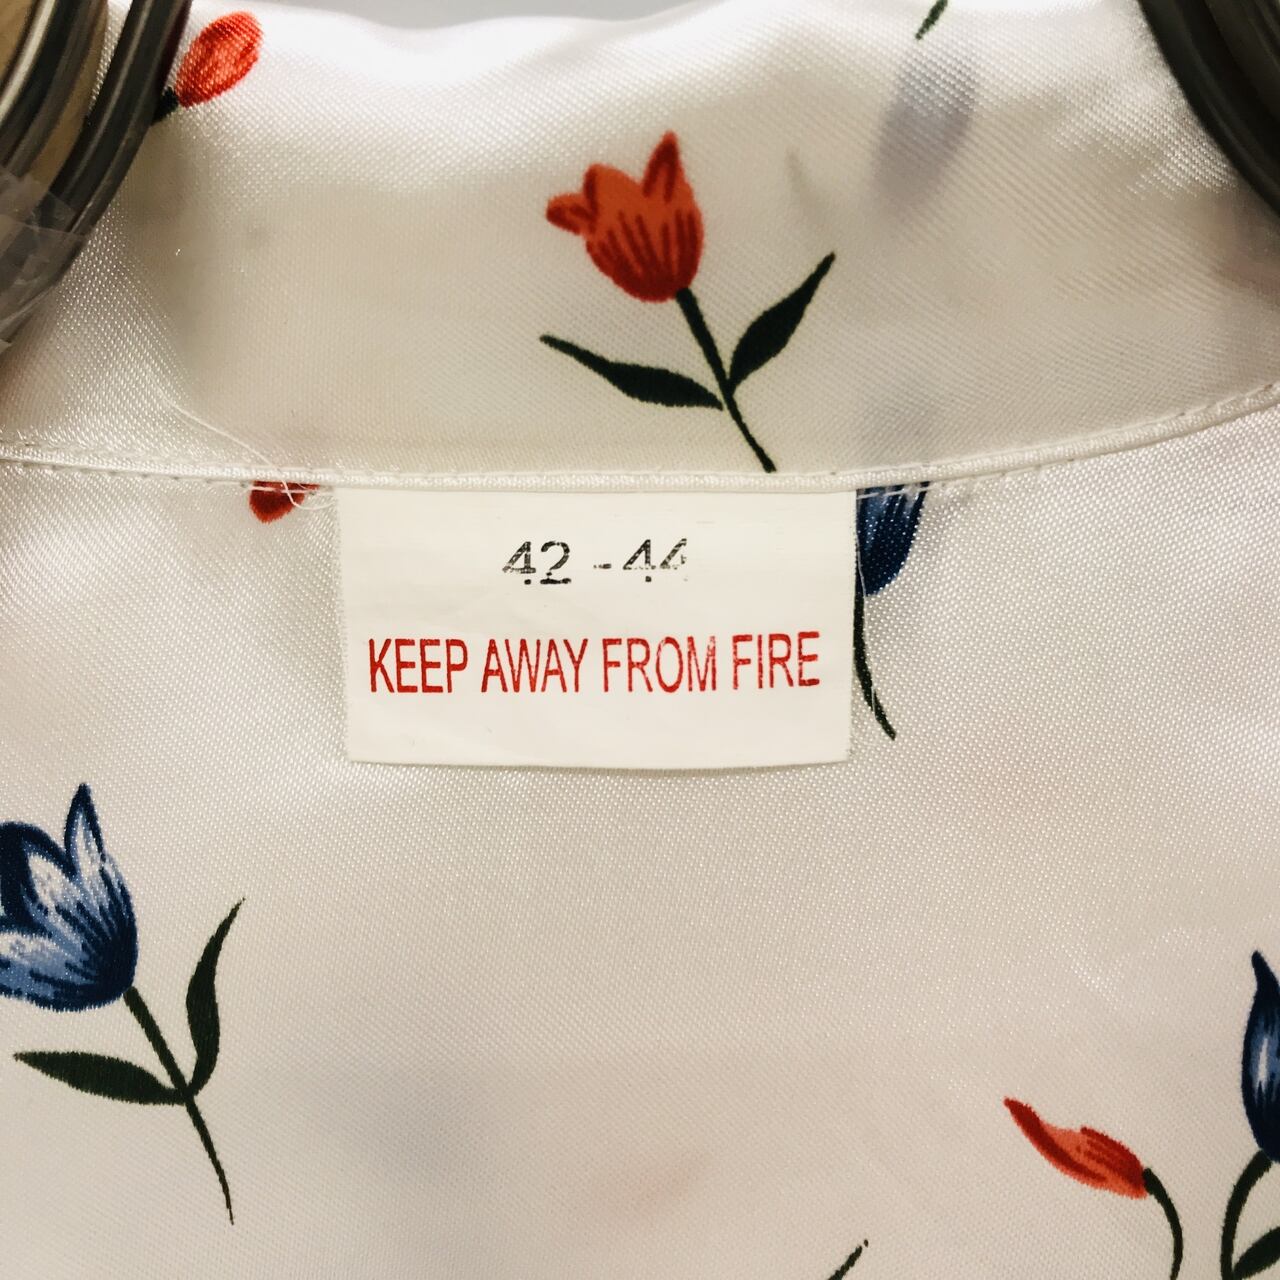 42 - 44
KEEP AWAY FROM FIRE